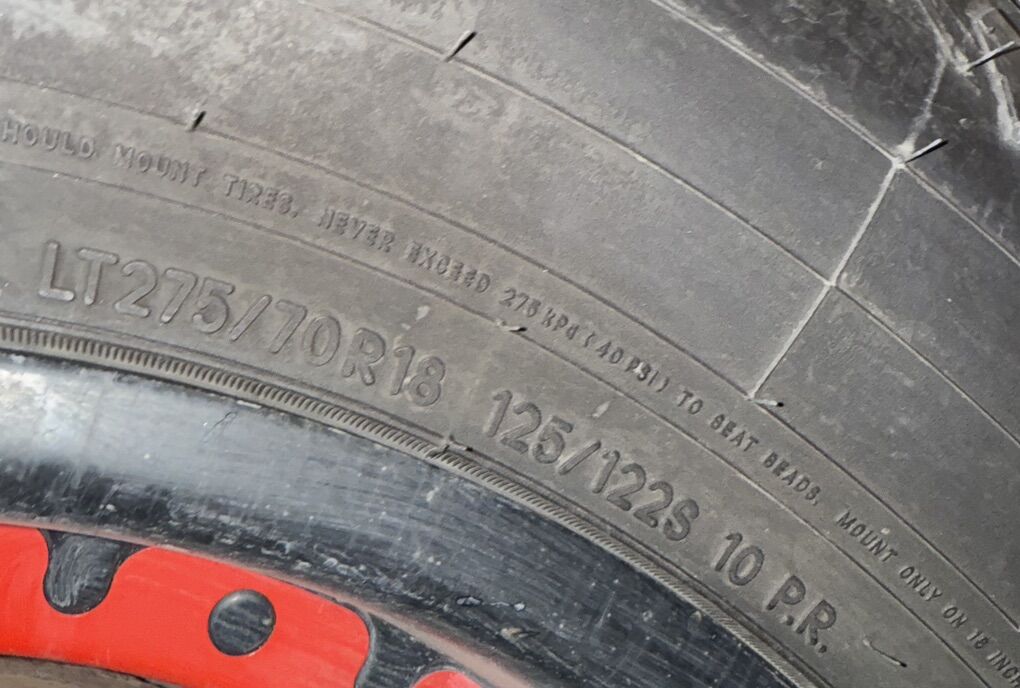 SHOULD MOUNT TIRES. NEVER EXCEED 275 kPa (40 PSI) TO SEAT BEADS. MOUNT ONLY ON 18 INCH
LT275/70R18 125/122S 10 P.R.